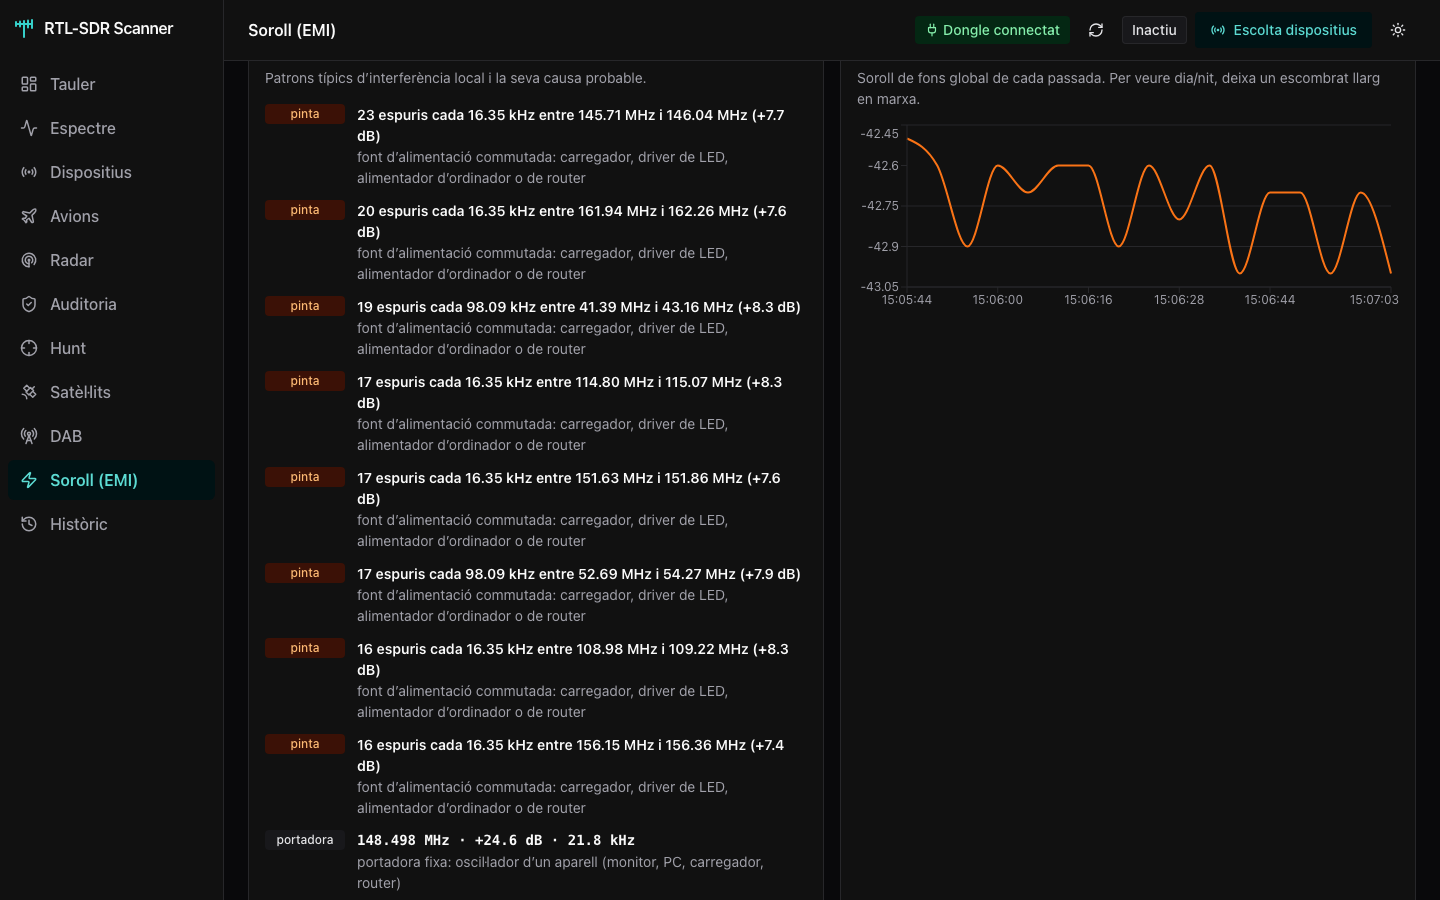 RTL-SDR Scanner
Tauler
Espectre
Dispositius
Avions
Radar
Auditoria
Hunt
Satèl·lits
DAB
Soroll (EMI)
Històric
Soroll (EMI)
Dongle connectat
Inactiu
Escolta dispositius
Patrons típics d’interferència local i la seva causa probable.
pinta
23 espuris cada 16.35 kHz entre 145.71 MHz i 146.04 MHz (+7.7
dB)
font d’alimentació commutada: carregador, driver de LED,
alimentador d’ordinador o de router
pinta
20 espuris cada 16.35 kHz entre 161.94 MHz i 162.26 MHz (+7.6
dB)
font d’alimentació commutada: carregador, driver de LED,
alimentador d’ordinador o de router
pinta
19 espuris cada 98.09 kHz entre 41.39 MHz i 43.16 MHz (+8.3 dB)
font d’alimentació commutada: carregador, driver de LED,
alimentador d’ordinador o de router
pinta
17 espuris cada 16.35 kHz entre 114.80 MHz i 115.07 MHz (+8.3
dB)
font d’alimentació commutada: carregador, driver de LED,
alimentador d’ordinador o de router
pinta
17 espuris cada 16.35 kHz entre 151.63 MHz i 151.86 MHz (+7.6
dB)
font d’alimentació commutada: carregador, driver de LED,
alimentador d’ordinador o de router
pinta
17 espuris cada 98.09 kHz entre 52.69 MHz i 54.27 MHz (+7.9 dB)
font d’alimentació commutada: carregador, driver de LED,
alimentador d’ordinador o de router
pinta
16 espuris cada 16.35 kHz entre 108.98 MHz i 109.22 MHz (+8.3
dB)
font d’alimentació commutada: carregador, driver de LED,
alimentador d’ordinador o de router
pinta
16 espuris cada 16.35 kHz entre 156.15 MHz i 156.36 MHz (+7.4
dB)
font d’alimentació commutada: carregador, driver de LED,
alimentador d’ordinador o de router
portadora
148.498 MHz · +24.6 dB · 21.8 kHz
portadora fixa: oscil·lador d’un aparell (monitor, PC, carregador,
router)
Soroll de fons global de cada passada. Per veure dia/nit, deixa un escombrat llarg
en marxa.
-42.45
-42.6
-42.75
-42.9
-43.05
15:05:44
15:06:00
15:06:16
15:06:28
15:06:44
15:07:03